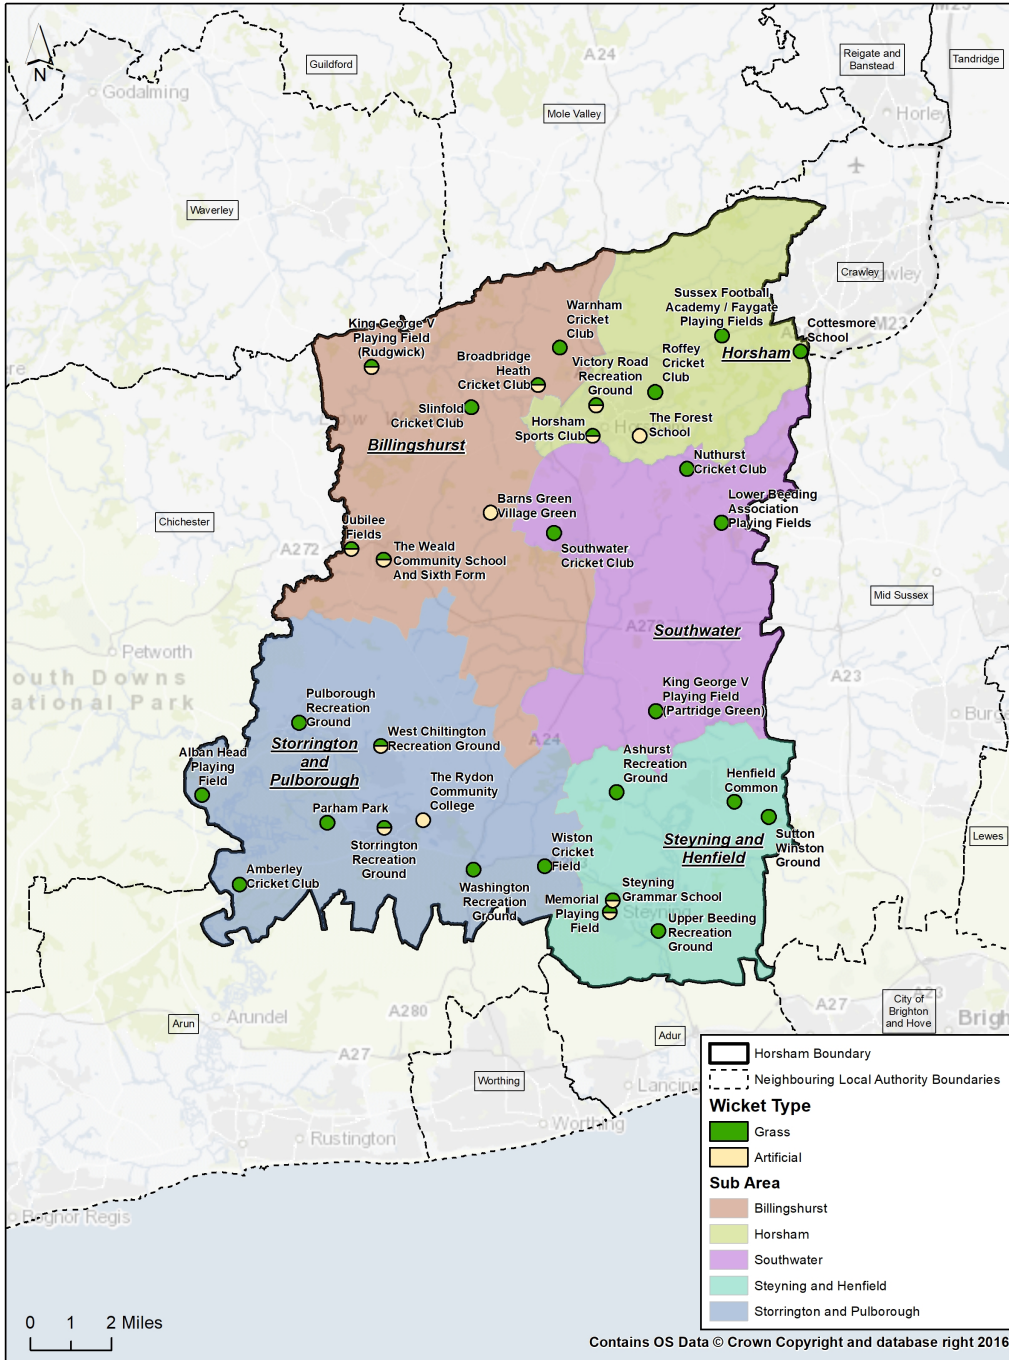 M23
A24
Guildford
Reigate and
Banstead
Tandridge
N
Godalming
Mole Valley
Horley
Waverley
Crawley
Crawley
Sussex Football
Academy / Faygate
Playing Fields
M23
Cottesmore
School
Warnham
Cricket
Club
King George V
Playing Field
(Rudgwick)
Horsham
Roffey
Cricket
Club
Broadbridge
Heath
Cricket Club
Victory Road
Recreation
Ground
Slinfold
Cricket Club
Horsham
Sports Club
The Forest
School
Billingshurst
Nuthurst
Cricket Club
Barns Green
Village Green
Lower Beeding
Association
Playing Fields
Chichester
Jubilee
Fields
A272
The Weald
Community School
And Sixth Form
Southwater
Cricket Club
Mid Sussex
Southwater
Petworth
outh Downs
ational Park
A23
King George V
Playing Field
(Partridge Green)
Pulborough
Recreation
Ground
Burge
West Chiltington
Recreation Ground
A24
Storrington
and
Pulborough
Ashurst
Recreation
Ground
Alban Head
Playing
Field
The Rydon
Community
College
Henfield
Common
Parham Park
Storrington
Recreation
Ground
Steyning and
Henfield
Sutton
Winston
Ground
Lewes
Wiston
Cricket
Field
Amberley
Cricket Club
Washington
Recreation
Ground
Steyning
Grammar School
Memorial
Playing
Field
Steyning
Upper Beeding
Recreation
Ground
City of
Brighton
and Hove
A27
A23
Brigh
Arun
Arundel
A280
Adur
A27
Worthing
Lancing
Worthing
Rustington
Bognor Regis
Horsham Boundary
Neighbouring Local Authority Boundaries
Wicket Type
Grass
Artificial
Sub Area
Billingshurst
Horsham
Southwater
Steyning and Henfield
Storrington and Pulborough
0 1 2 Miles
Contains OS Data © Crown Copyright and database right 2016